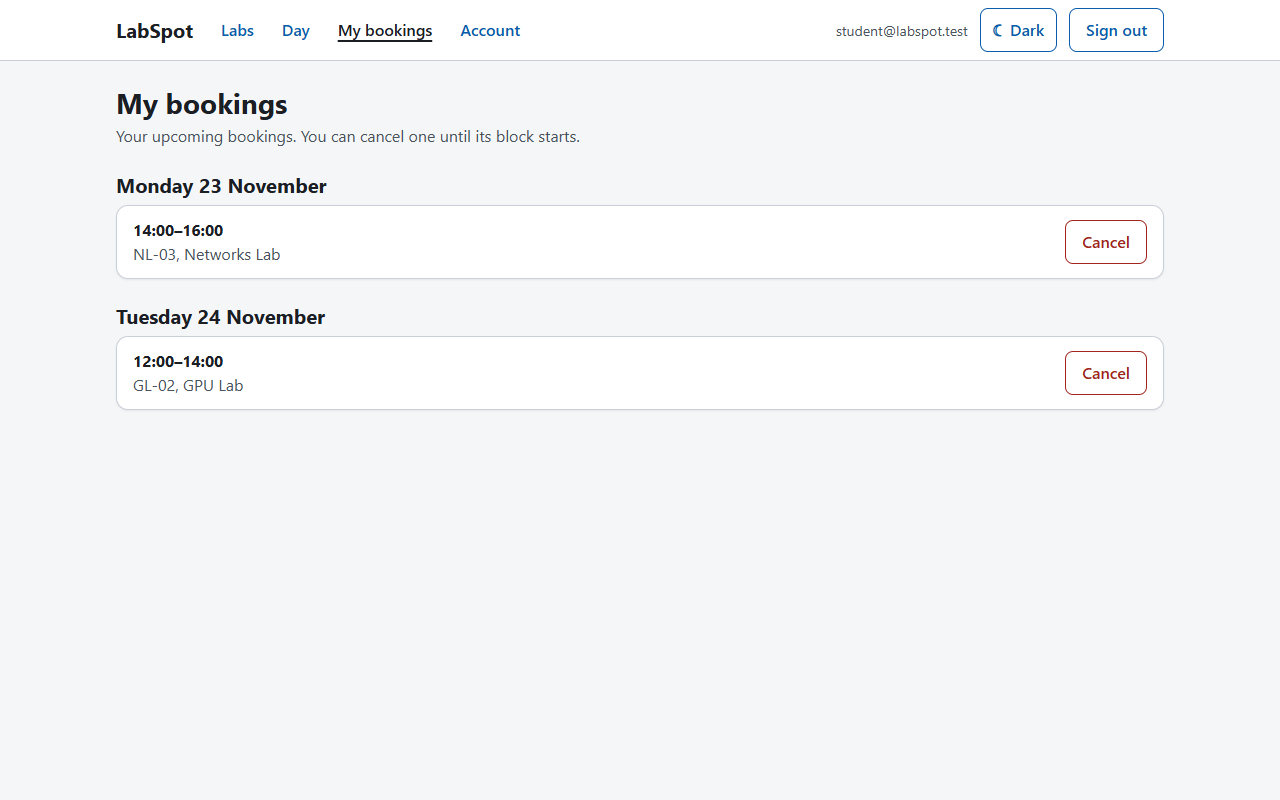 LabSpot Labs Day My bookings Account student@labspot.test Dark Sign out
My bookings
Your upcoming bookings. You can cancel one until its block starts.
Monday 23 November
14:00–16:00
NL-03, Networks Lab
Cancel
Tuesday 24 November
12:00–14:00
GL-02, GPU Lab
Cancel